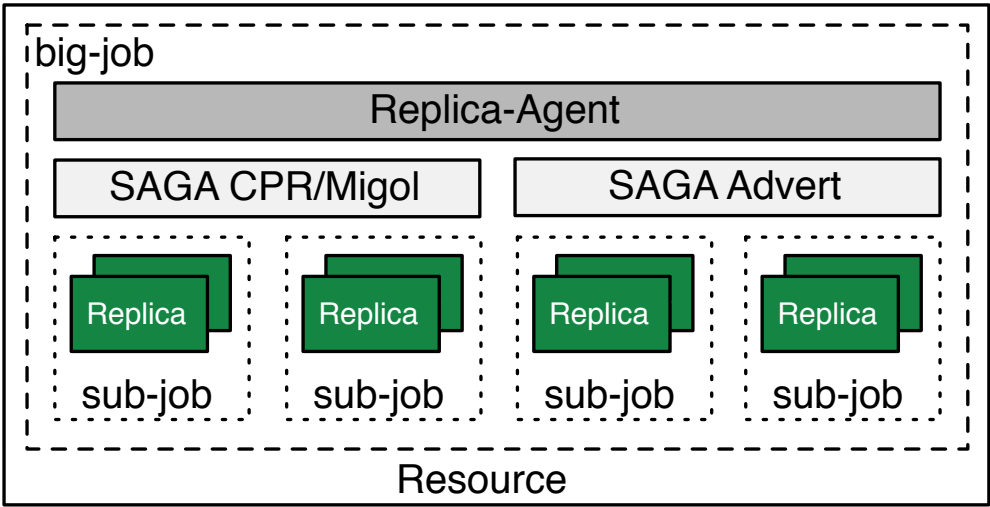 big-job
Replica-Agent
SAGA CPR/Migol
SAGA Advert
Replica
Replica
Replica
Replica
sub-job
sub-job
sub-job
sub-job
Resource